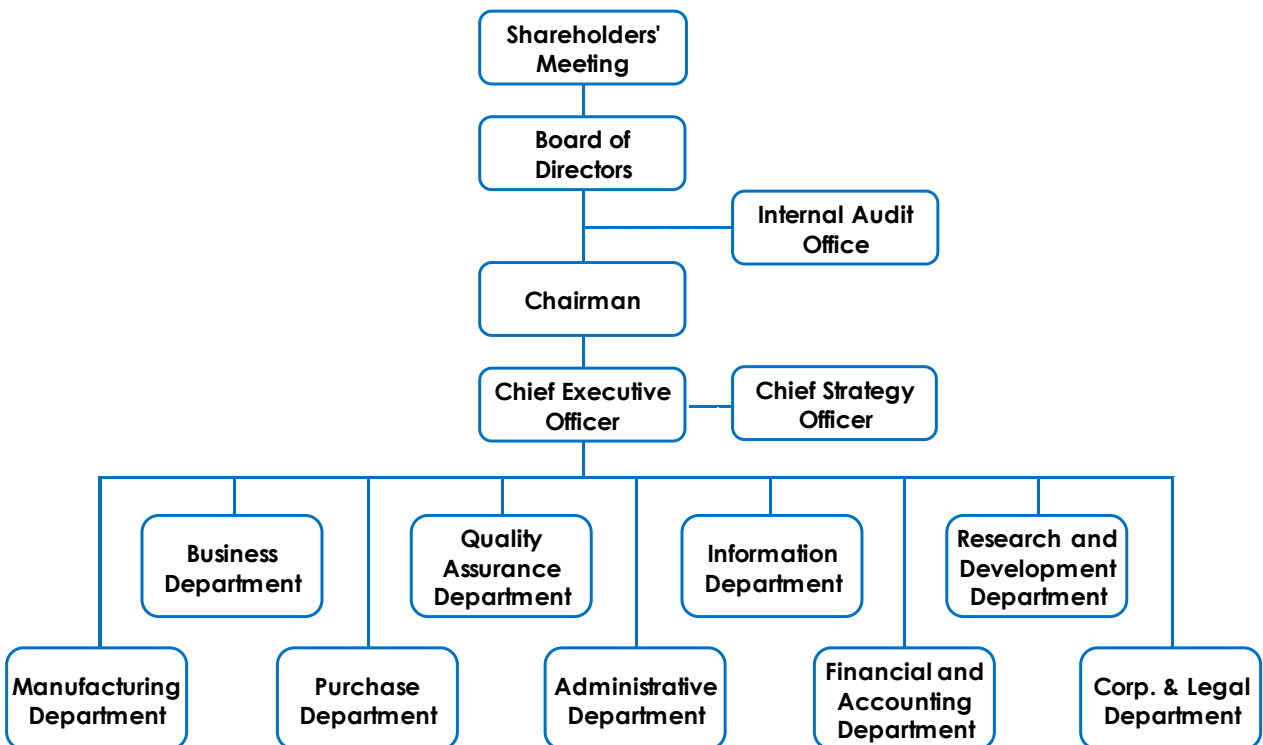 Shareholders'
Meeting
Board of
Directors
Internal Audit
Office
Chairman
Chief Executive
Officer
Chief Strategy
Officer
Business
Department
Quality
Assurance
Department
Information
Department
Research and
Development
Department
Manufacturing
Department
Purchase
Department
Administrative
Department
Financial and
Accounting
Department
Corp. & Legal
Department